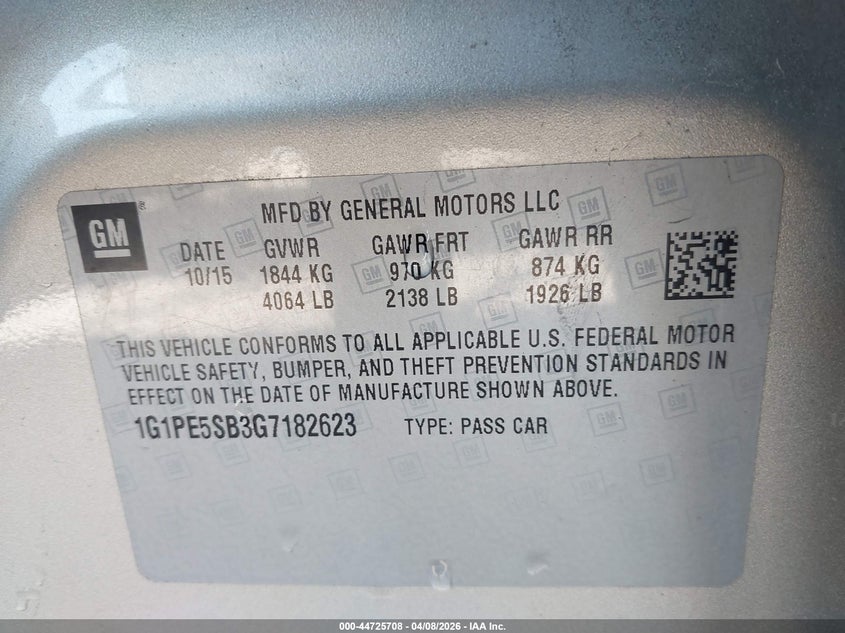 GM
MFD BY GENERAL MOTORS LLC
DATE GVWR GAWR FRT GAWR RR
10/15 1844 KG 970 KG 874 KG
4064 LB 2138 LB 1926 LB
THIS VEHICLE CONFORMS TO ALL APPLICABLE U.S. FEDERAL MOTOR
VEHICLE SAFETY, BUMPER, AND THEFT PREVENTION STANDARDS IN
EFFECT ON THE DATE OF MANUFACTURE SHOWN ABOVE.
1G1PE5SB3G7182623 TYPE: PASS CAR
000-44725708 - 04/08/2026 - IAA Inc.